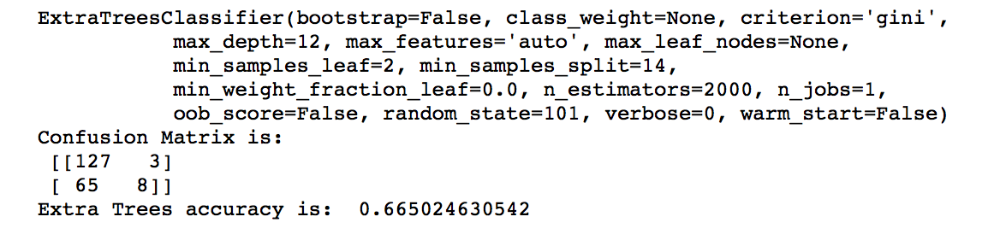 ExtraTreesClassifier(bootstrap=False, class_weight=None, criterion='gini',
max_depth=12, max_features='auto', max_leaf_nodes=None,
min_samples_leaf=2, min_samples_split=14,
min_weight_fraction_leaf=0.0, n_estimators=2000, n_jobs=1,
oob_score=False, random_state=101, verbose=0, warm_start=False)
Confusion Matrix is:
[[127   3]
[ 65   8]]
Extra Trees accuracy is:  0.665024630542